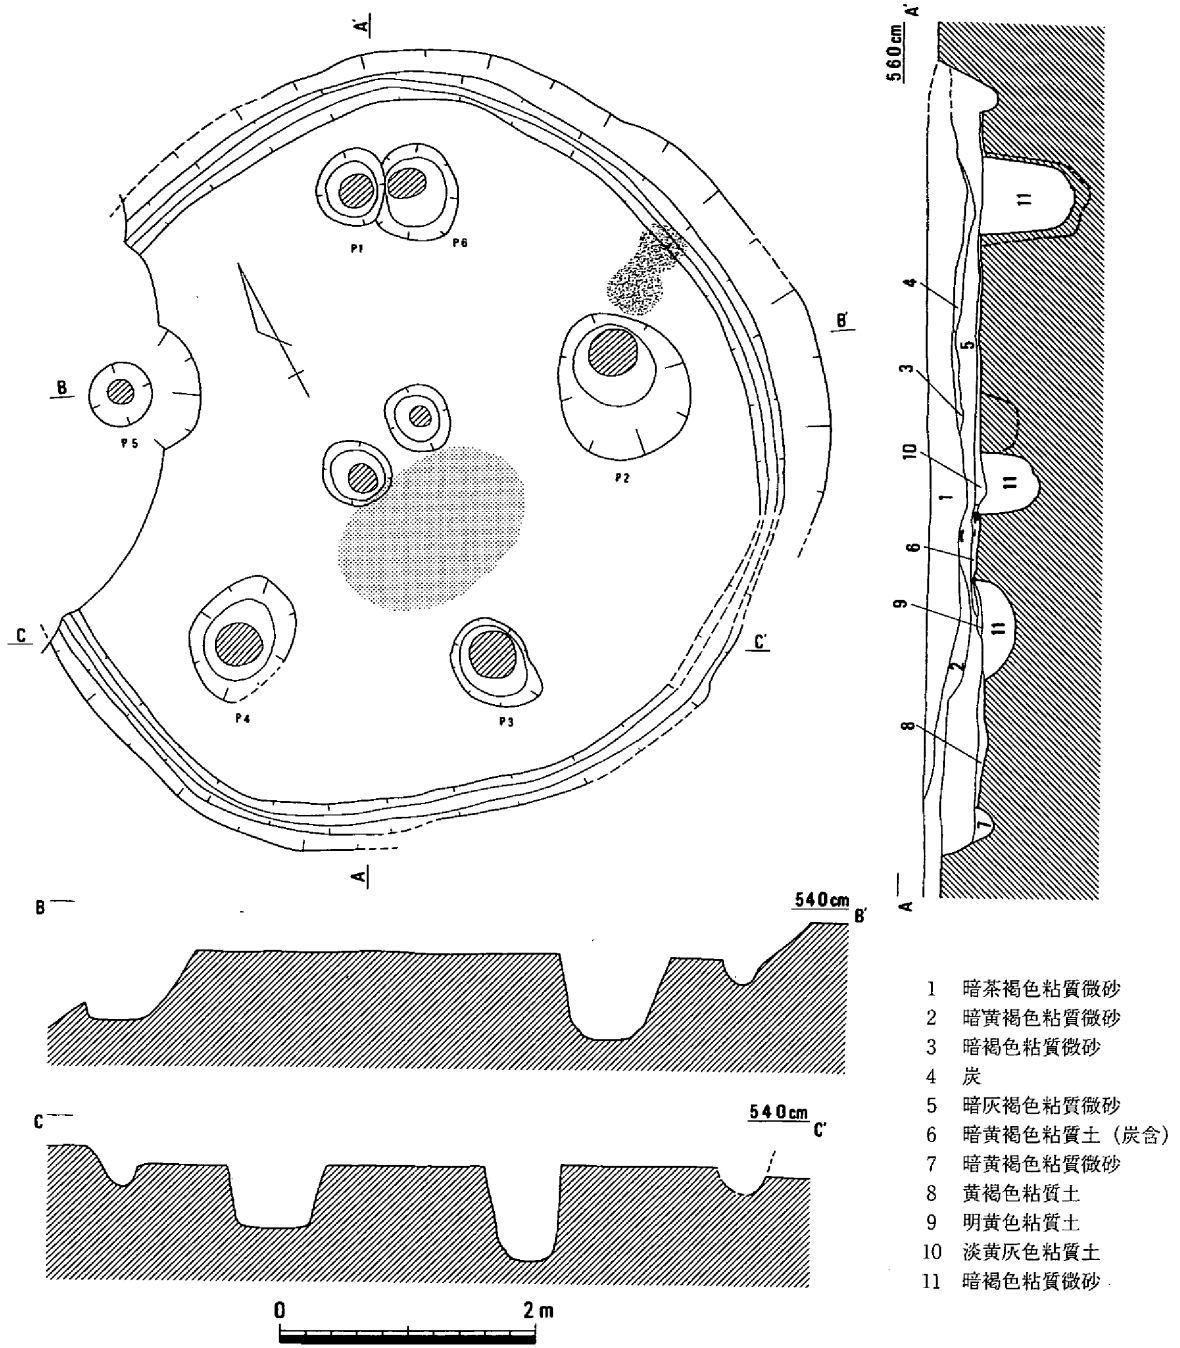 A'
P1
P6
B'
B
P5
P2
C
C'
P4
P3
A
560cm
A'
11
4
5
3
10
1
11
6
9
11
2
8
7
A
B
540cm
B'
C
540cm
C'
0 2m
1 暗茶褐色粘質微砂
2 暗黄褐色粘質微砂
3 暗褐色粘質微砂
4 炭
5 暗灰褐色粘質微砂
6 暗黄褐色粘質土（炭含）
7 暗黄褐色粘質微砂
8 黄褐色粘質土
9 明黄色粘質土
10 淡黄灰色粘質土
11 暗褐色粘質微砂